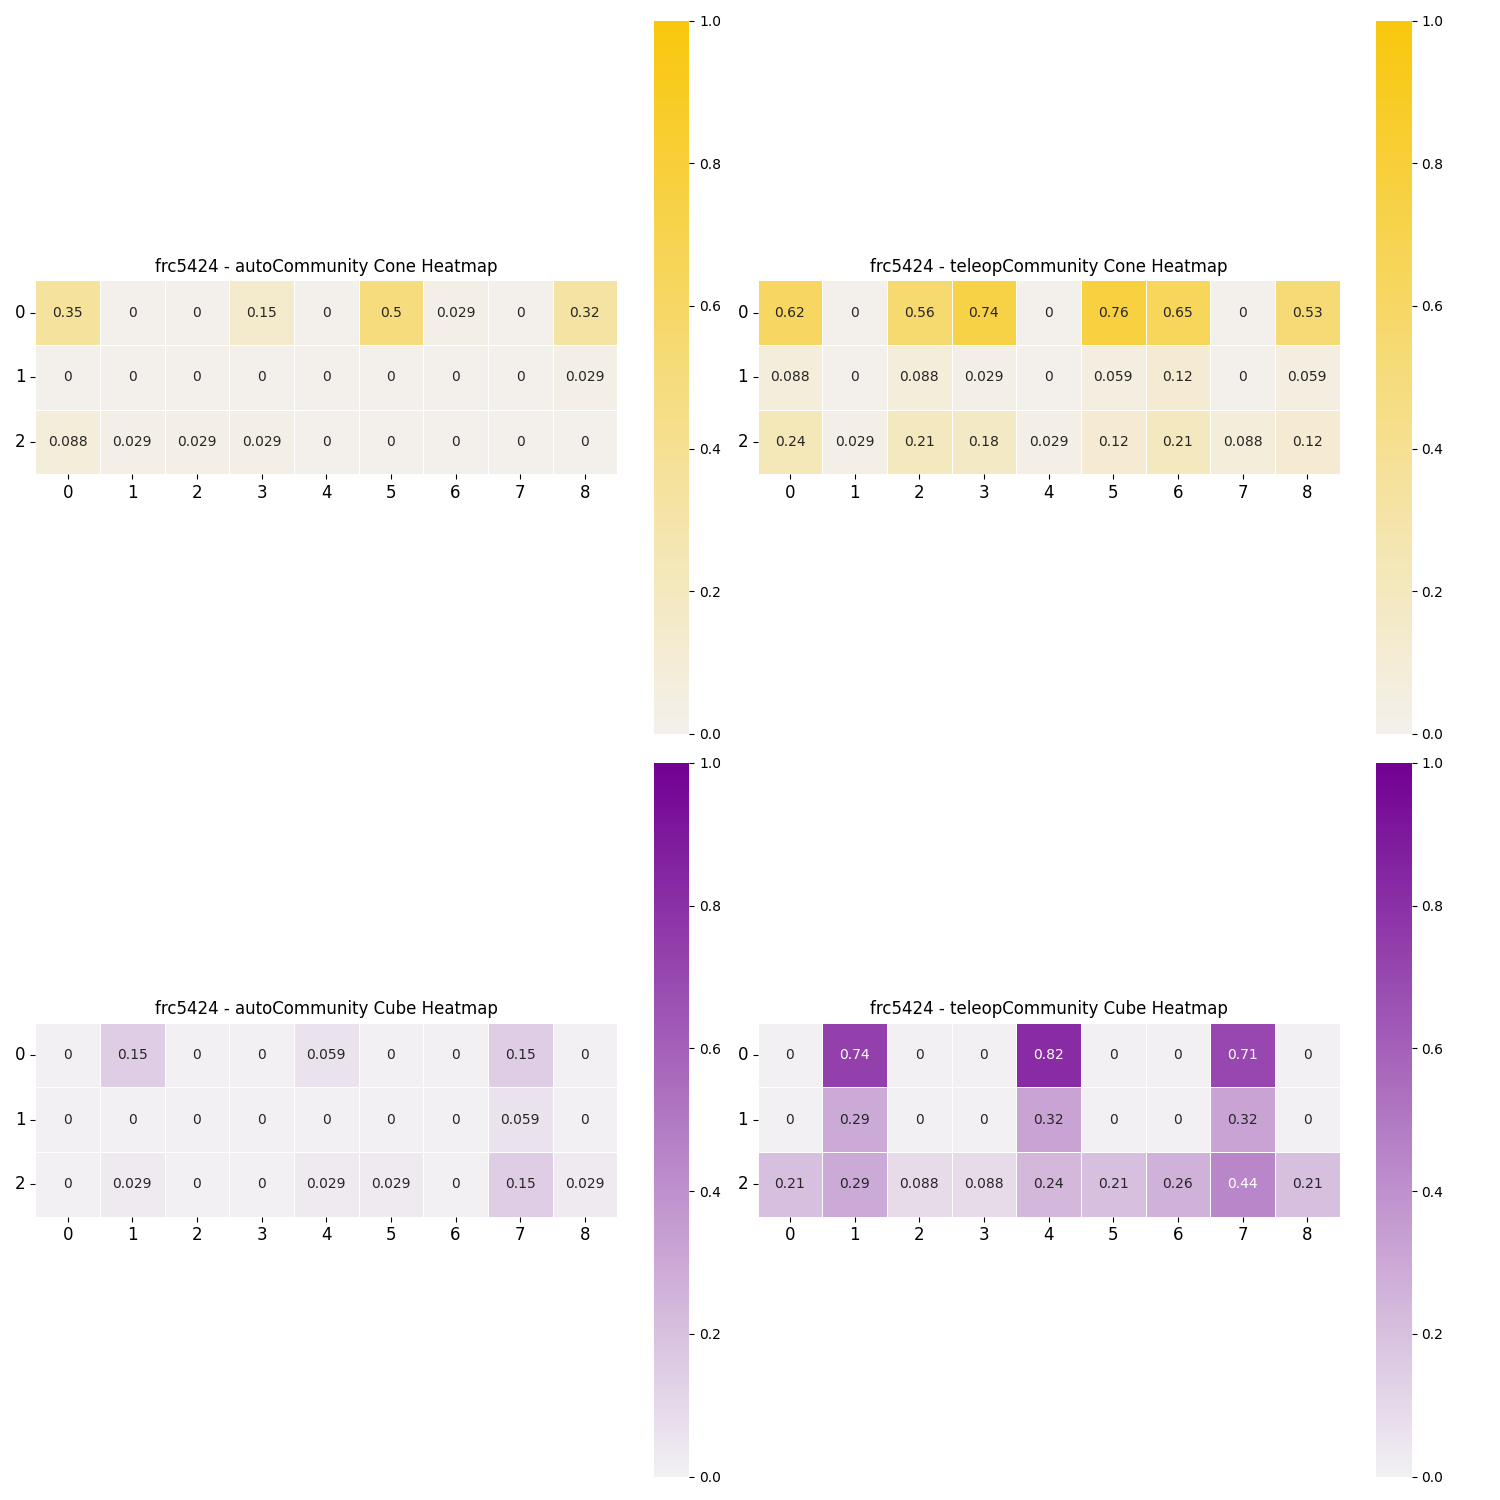 frc5424 - autoCommunity Cone Heatmap
0 0.35 0 0 0.15 0 0.5 0.029 0 0.32
1 0 0 0 0 0 0 0 0 0.029
2 0.088 0.029 0.029 0.029 0 0 0 0 0
0 1 2 3 4 5 6 7 8
1.0
0.8
0.6
0.4
0.2
0.0
frc5424 - teleopCommunity Cone Heatmap
0 0.62 0 0.56 0.74 0 0.76 0.65 0 0.53
1 0.088 0 0.088 0.029 0 0.059 0.12 0 0.059
2 0.24 0.029 0.21 0.18 0.029 0.12 0.21 0.088 0.12
0 1 2 3 4 5 6 7 8
1.0
0.8
0.6
0.4
0.2
0.0
frc5424 - autoCommunity Cube Heatmap
0 0 0.15 0 0 0.059 0 0 0.15 0
1 0 0 0 0 0 0 0 0.059 0
2 0 0.029 0 0 0.029 0.029 0 0.15 0.029
0 1 2 3 4 5 6 7 8
1.0
0.8
0.6
0.4
0.2
0.0
frc5424 - teleopCommunity Cube Heatmap
0 0 0.74 0 0 0.82 0 0 0.71 0
1 0 0.29 0 0 0.32 0 0 0.32 0
2 0.21 0.29 0.088 0.088 0.24 0.21 0.26 0.44 0.21
0 1 2 3 4 5 6 7 8
1.0
0.8
0.6
0.4
0.2
0.0